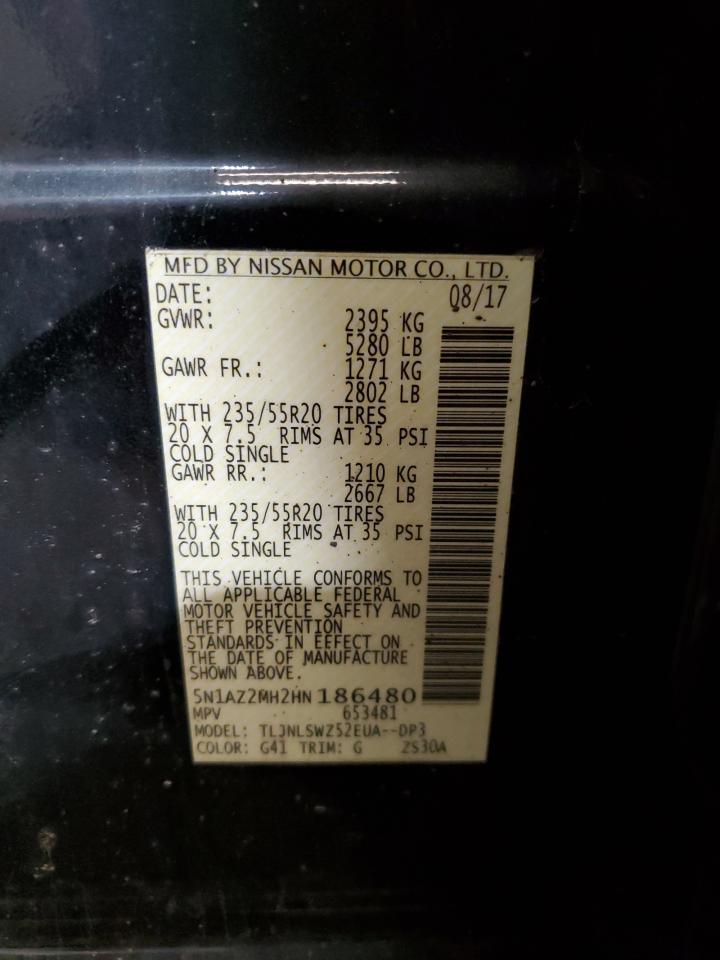 MFD BY NISSAN MOTOR CO., LTD.
DATE: 08/17
GVWR: 2395 KG
5280 LB
GAWR FR.: 1271 KG
2802 LB
WITH 235/55R20 TIRES
20 X 7.5 RIMS AT 35 PSI
COLD SINGLE
GAWR RR.: 1210 KG
2667 LB
WITH 235/55R20 TIRES
20 X 7.5 RIMS AT 35 PSI
COLD SINGLE
THIS VEHICLE CONFORMS TO
ALL APPLICABLE FEDERAL
MOTOR VEHICLE SAFETY AND
THEFT PREVENTION
STANDARDS IN EFFECT ON
THE DATE OF MANUFACTURE
SHOWN ABOVE.
5N1AZ2MH2HN186480
MPV 653481
MODEL: TLJNLSWZ52EUA--DP3
COLOR: G41 TRIM: G ZS30A